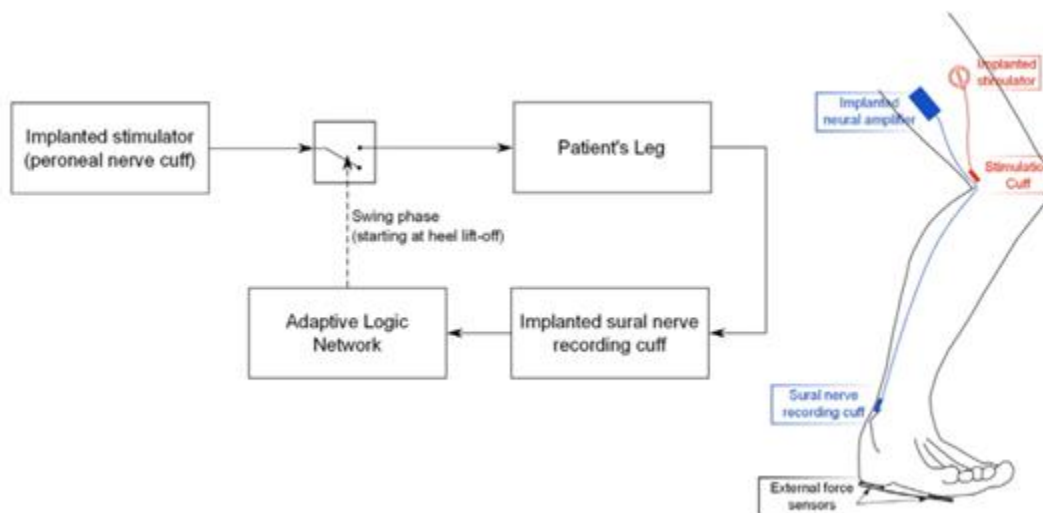 Implanted stimulator
(peroneal nerve cuff)
Patient's Leg
Swing phase
(starting at heel lift-off)
Adaptive Logic
Network
Implanted sural nerve
recording cuff
Implanted
stimulator
Implanted
neural amplifier
Stimulatio
Cuff
Sural nerve
recording cuff
External force
sensors